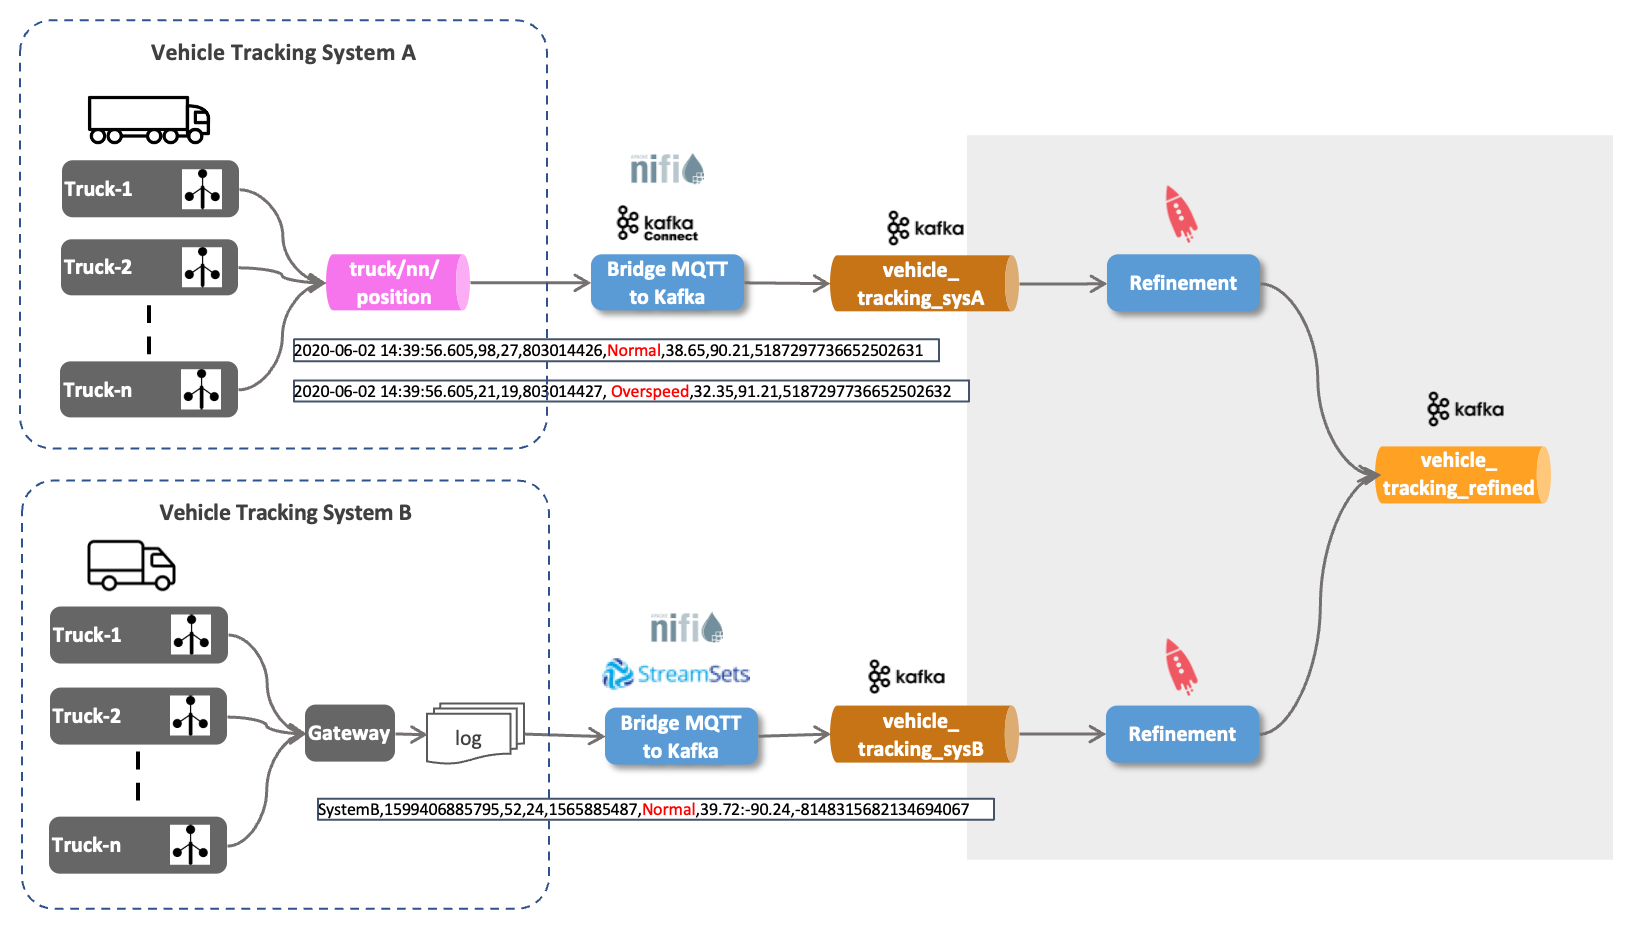 Vehicle Tracking System A
Truck-1
Truck-2
Truck-n
truck/nn/
position
nifi
kafka
Connect
Bridge MQTT
to Kafka
kafka
vehicle_
tracking_sysA
Refinement
2020-06-02 14:39:56.605,98,27,803014426,Normal,38.65,90.21,5187297736652502631
2020-06-02 14:39:56.605,21,19,803014427, Overspeed,32.35,91.21,5187297736652502632
kafka
vehicle_
tracking_refined
Vehicle Tracking System B
Truck-1
Truck-2
Truck-n
Gateway
log
nifi
StreamSets
Bridge MQTT
to Kafka
kafka
vehicle_
tracking_sysB
Refinement
SystemB,1599406885795,52,24,1565885487,Normal,39.72:-90.24,-8148315682134694067